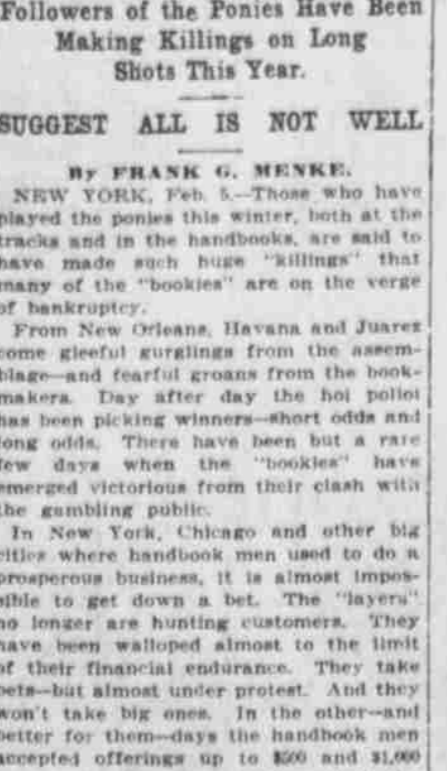 Followers of the Ponies Have Been
Making Killings on Long
Shots This Year.
SUGGEST ALL IS NOT WELL
By FRANK G. MENKE.
NEW YORK, Feb. 5.—Those who have
played the ponies this winter, both at the
tracks and in the handbooks, are said to
have made such huge "killings" that
many of the "bookies" are on the verge
of bankruptcy.
From New Orleans, Havana and Juarez
come gleeful gurglings from the assem-
blage—and fearful groans from the book-
makers. Day after day the hoi polloi
has been picking winners—short odds and
long odds. There have been but a rare
few days when the "bookies" have
emerged victorious from their clash with
the gambling public.
In New York, Chicago and other big
cities where handbook men used to do a
prosperous business, it is almost impos-
sible to get down a bet. The "layers"
no longer are hunting customers. They
have been walloped almost to the limit
of their financial endurance. They take
bets—but almost under protest. And they
won't take big ones. In the other—and
better for them—days the handbook men
accepted offerings up to $500 and $1,000